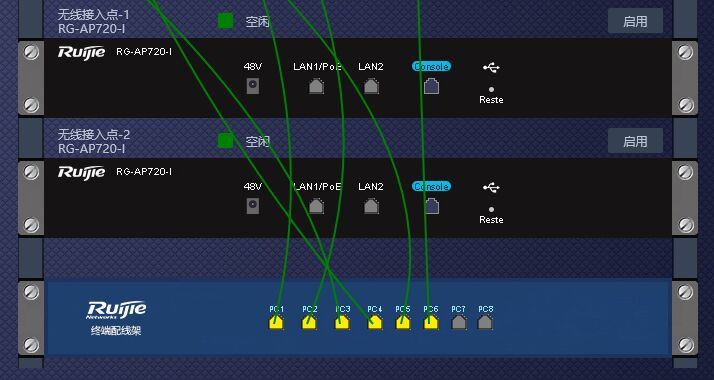 无线接入点-1
RG-AP720-I
空闲
启用
Ruijie RG-AP720-I
48V LAN1/PoE LAN2 Console
Reste
无线接入点-2
RG-AP720-I
空闲
启用
Ruijie RG-AP720-I
48V LAN1/PoE LAN2 Console
Reste
Ruijie
Networks
终端配线架
PC1 PC2 PC3 PC4 PC5 PC6 PC7 PC8